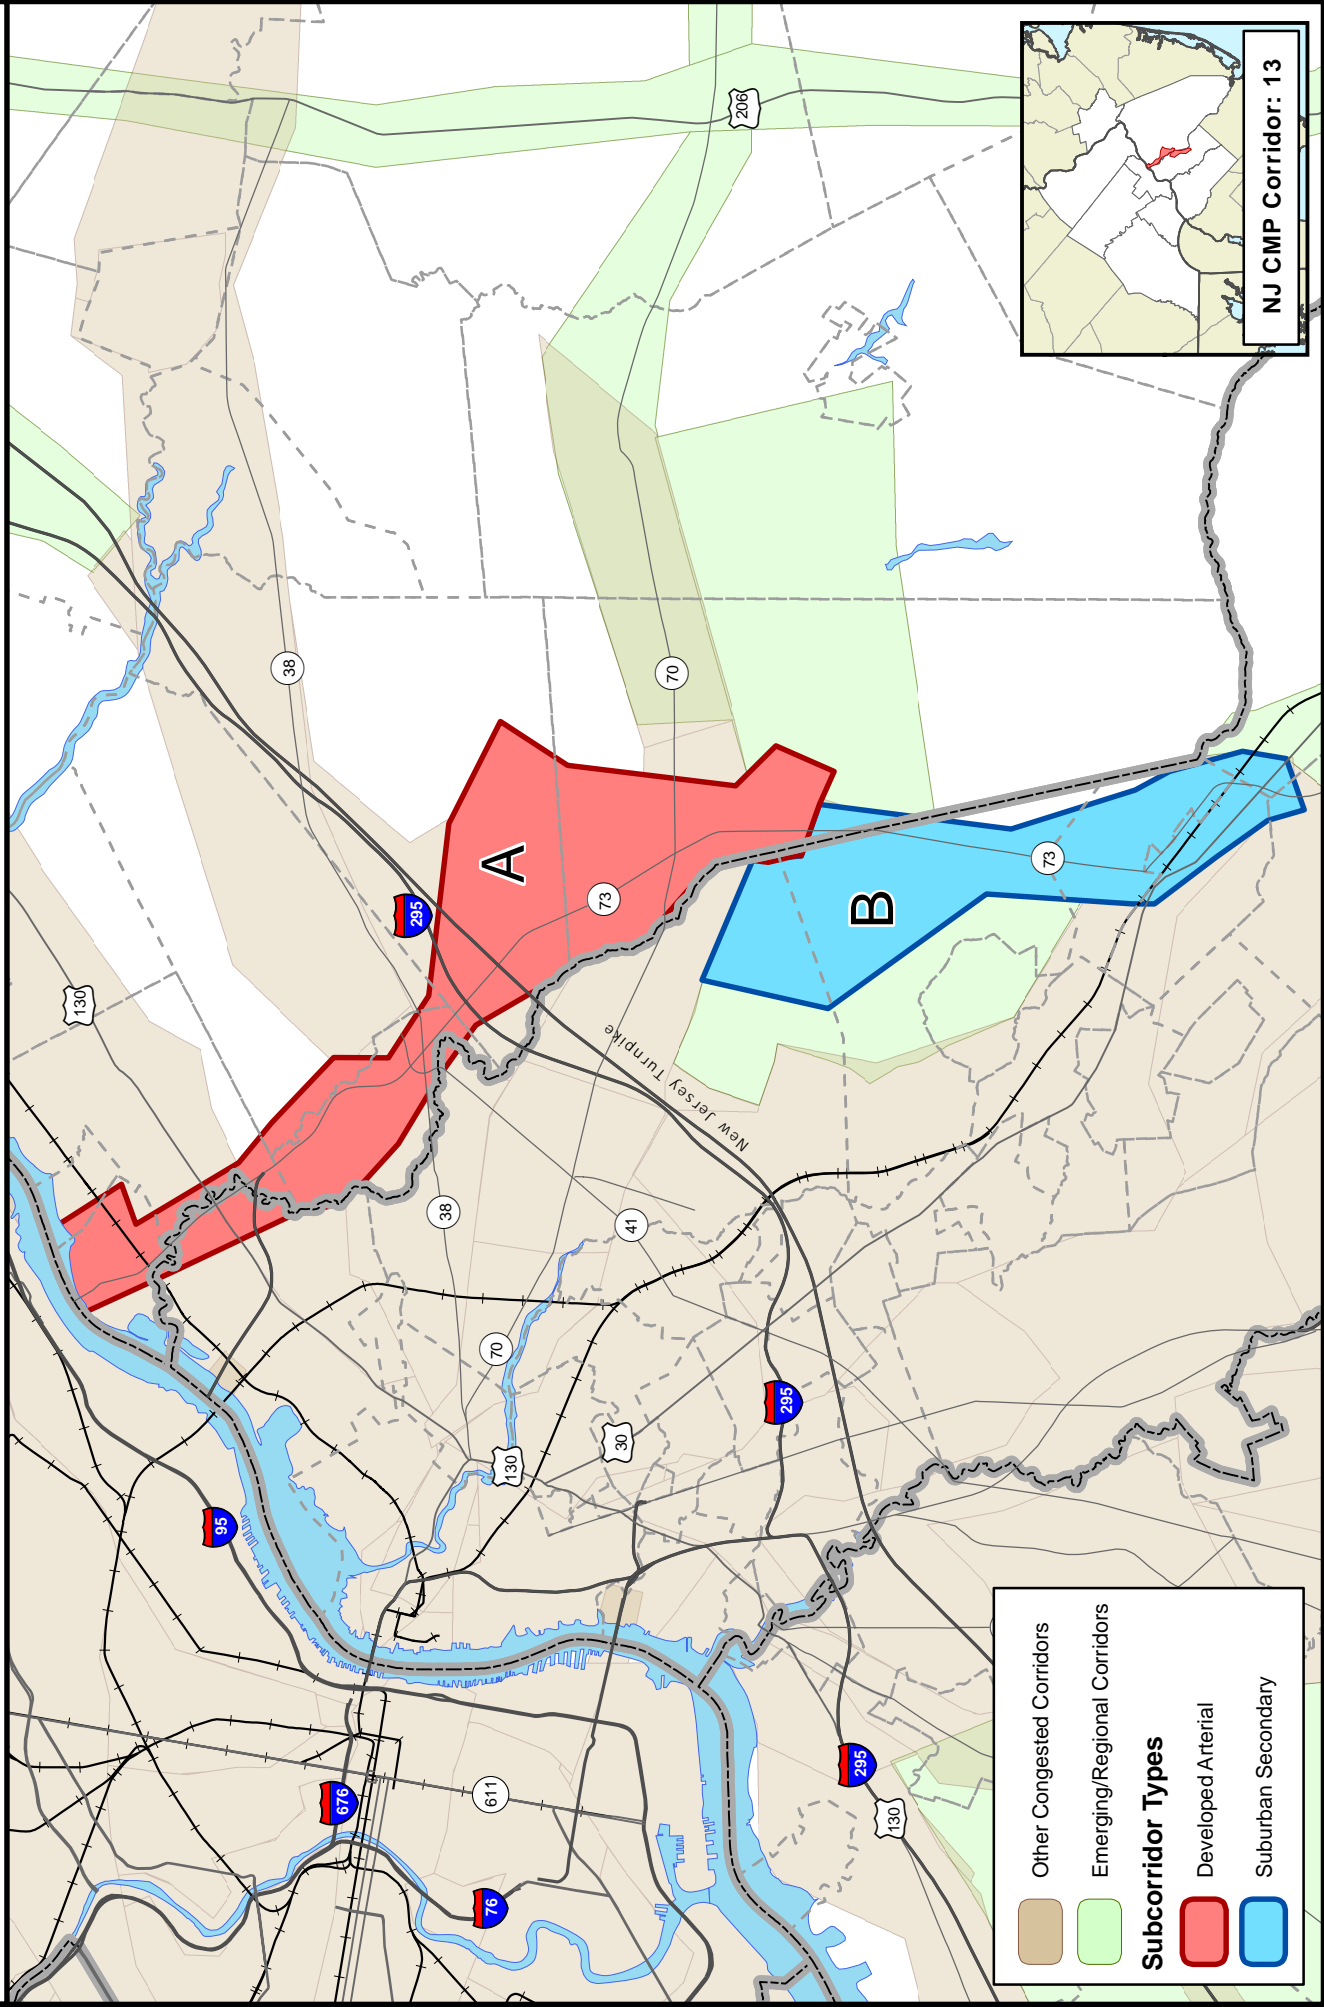 NJ CMP Corridor: 13
206
38
70
295
A
73
130
New Jersey Turnpike
B
73
38
41
70
130
30
295
95
676
611
76
295
130
Other Congested Corridors
Emerging/Regional Corridors
Subcorridor Types
Developed Arterial
Suburban Secondary